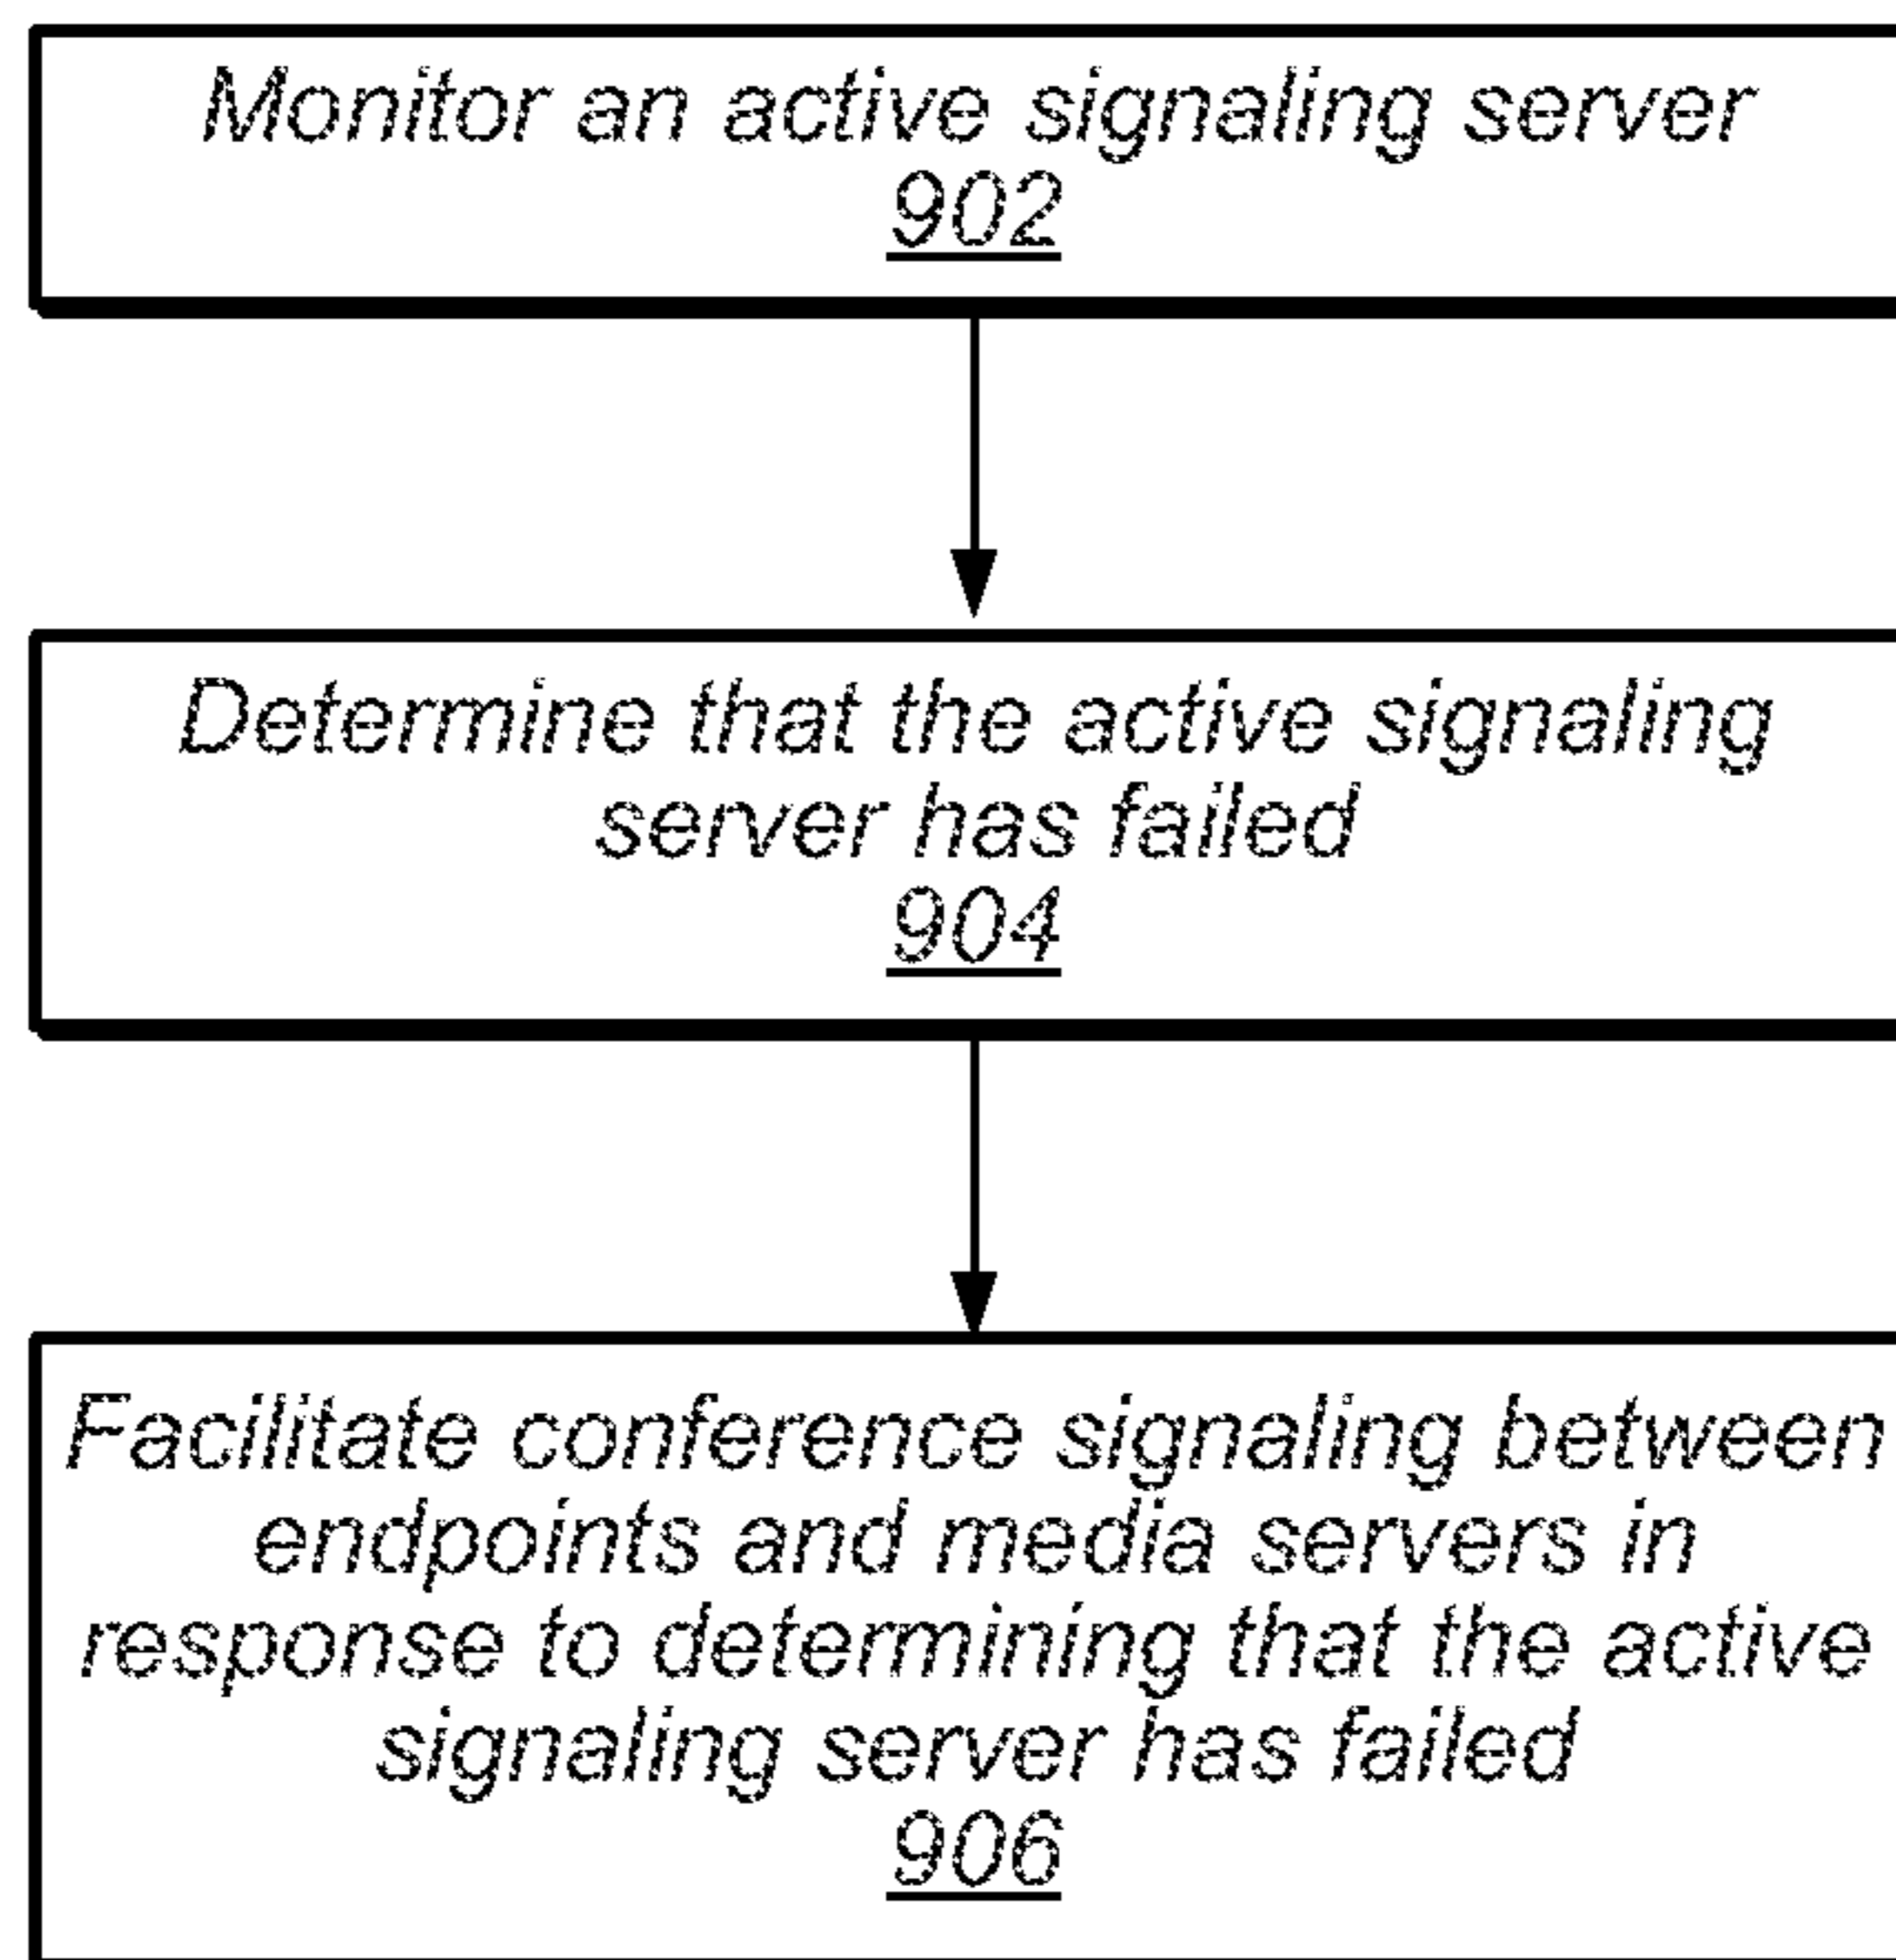 Monitor an active signaling server
902
Determine that the active signaling
server has failed
904
Facilitate conference signaling between
endpoints and media servers in
response to determining that the active
signaling server has failed
906